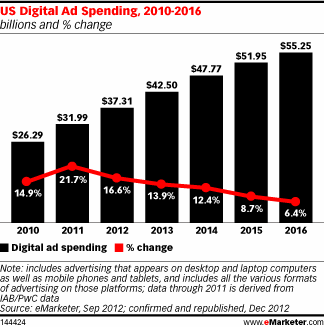 US Digital Ad Spending, 2010-2016
billions and % change
$26.29
$31.99
$37.31
$42.50
$47.77
$51.95
$55.25
14.9%
21.7%
16.6%
13.9%
12.4%
8.7%
6.4%
2010 2011 2012 2013 2014 2015 2016
Digital ad spending % change
Note: includes advertising that appears on desktop and laptop computers
as well as mobile phones and tablets, and includes all the various formats
of advertising on those platforms; data through 2011 is derived from
IAB/PwC data
Source: eMarketer, Sep 2012; confirmed and republished, Dec 2012
144424 www.eMarketer.com